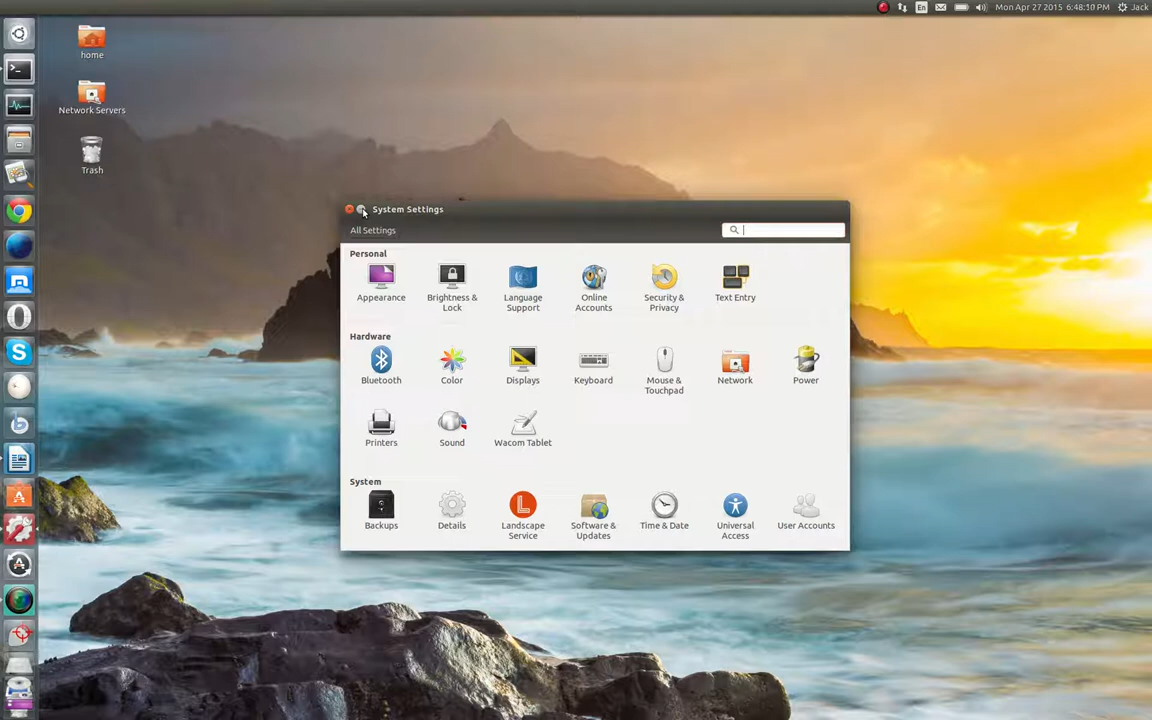 En Mon Apr 27 2015 6:48:10 PM Jack
home
Network Servers
Trash
System Settings
All Settings
Personal
Appearance
Brightness &
Lock
Language
Support
Online
Accounts
Security &
Privacy
Text Entry
Hardware
Bluetooth
Color
Displays
Keyboard
Mouse &
Touchpad
Network
Power
Printers
Sound
Wacom Tablet
System
Backups
Details
Landscape
Service
Software &
Updates
Time & Date
Universal
Access
User Accounts